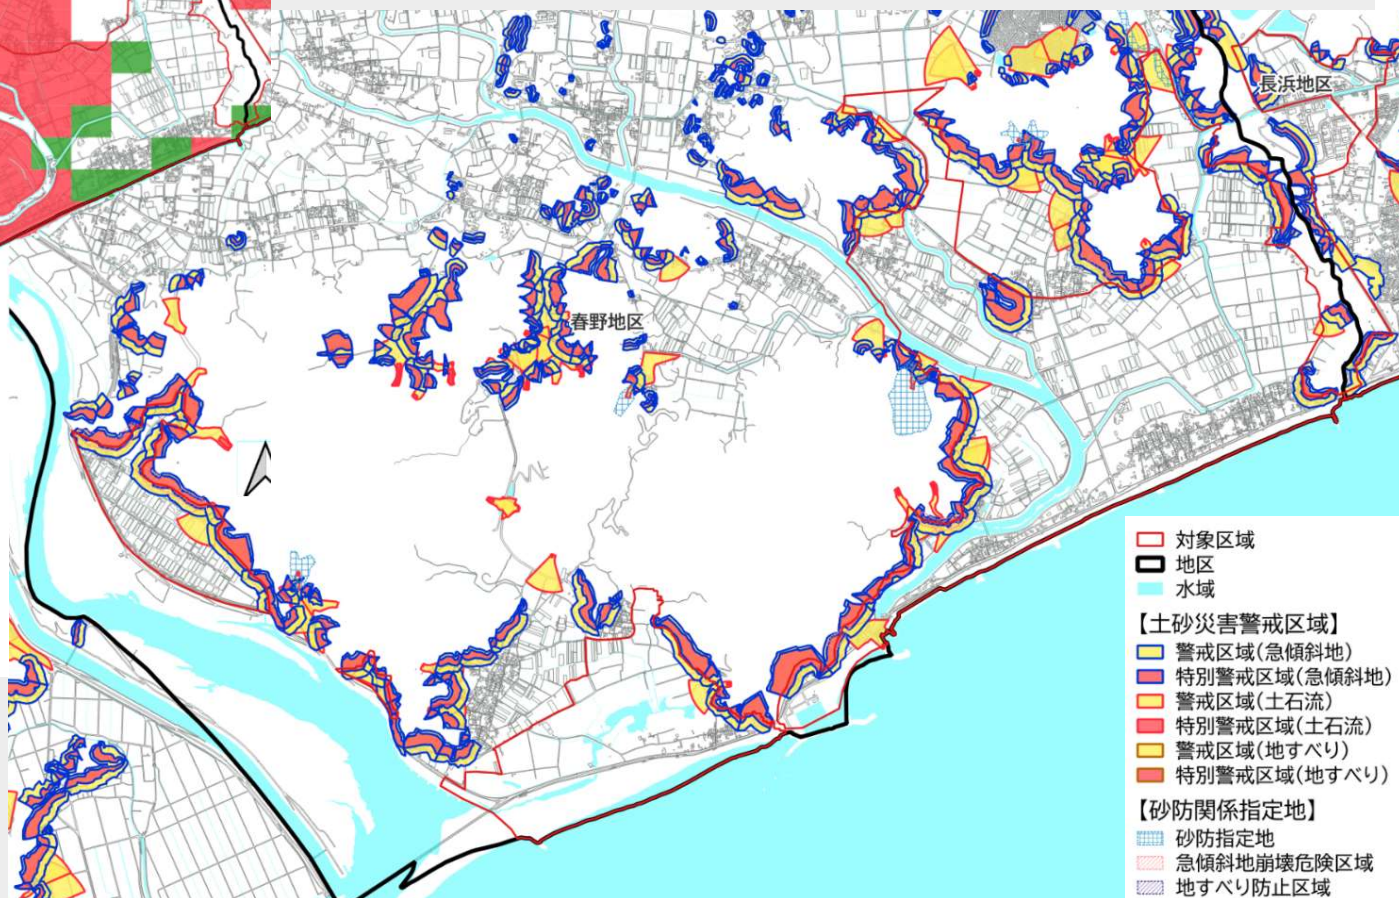 長浜地区
春野地区
対象区域
地区
水域
【土砂災害警戒区域】
警戒区域(急傾斜地)
特別警戒区域(急傾斜地)
警戒区域(土石流)
特別警戒区域(土石流)
警戒区域(地すべり)
特別警戒区域(地すべり)
【砂防関係指定地】
砂防指定地
急傾斜地崩壊危険区域
地すべり防止区域